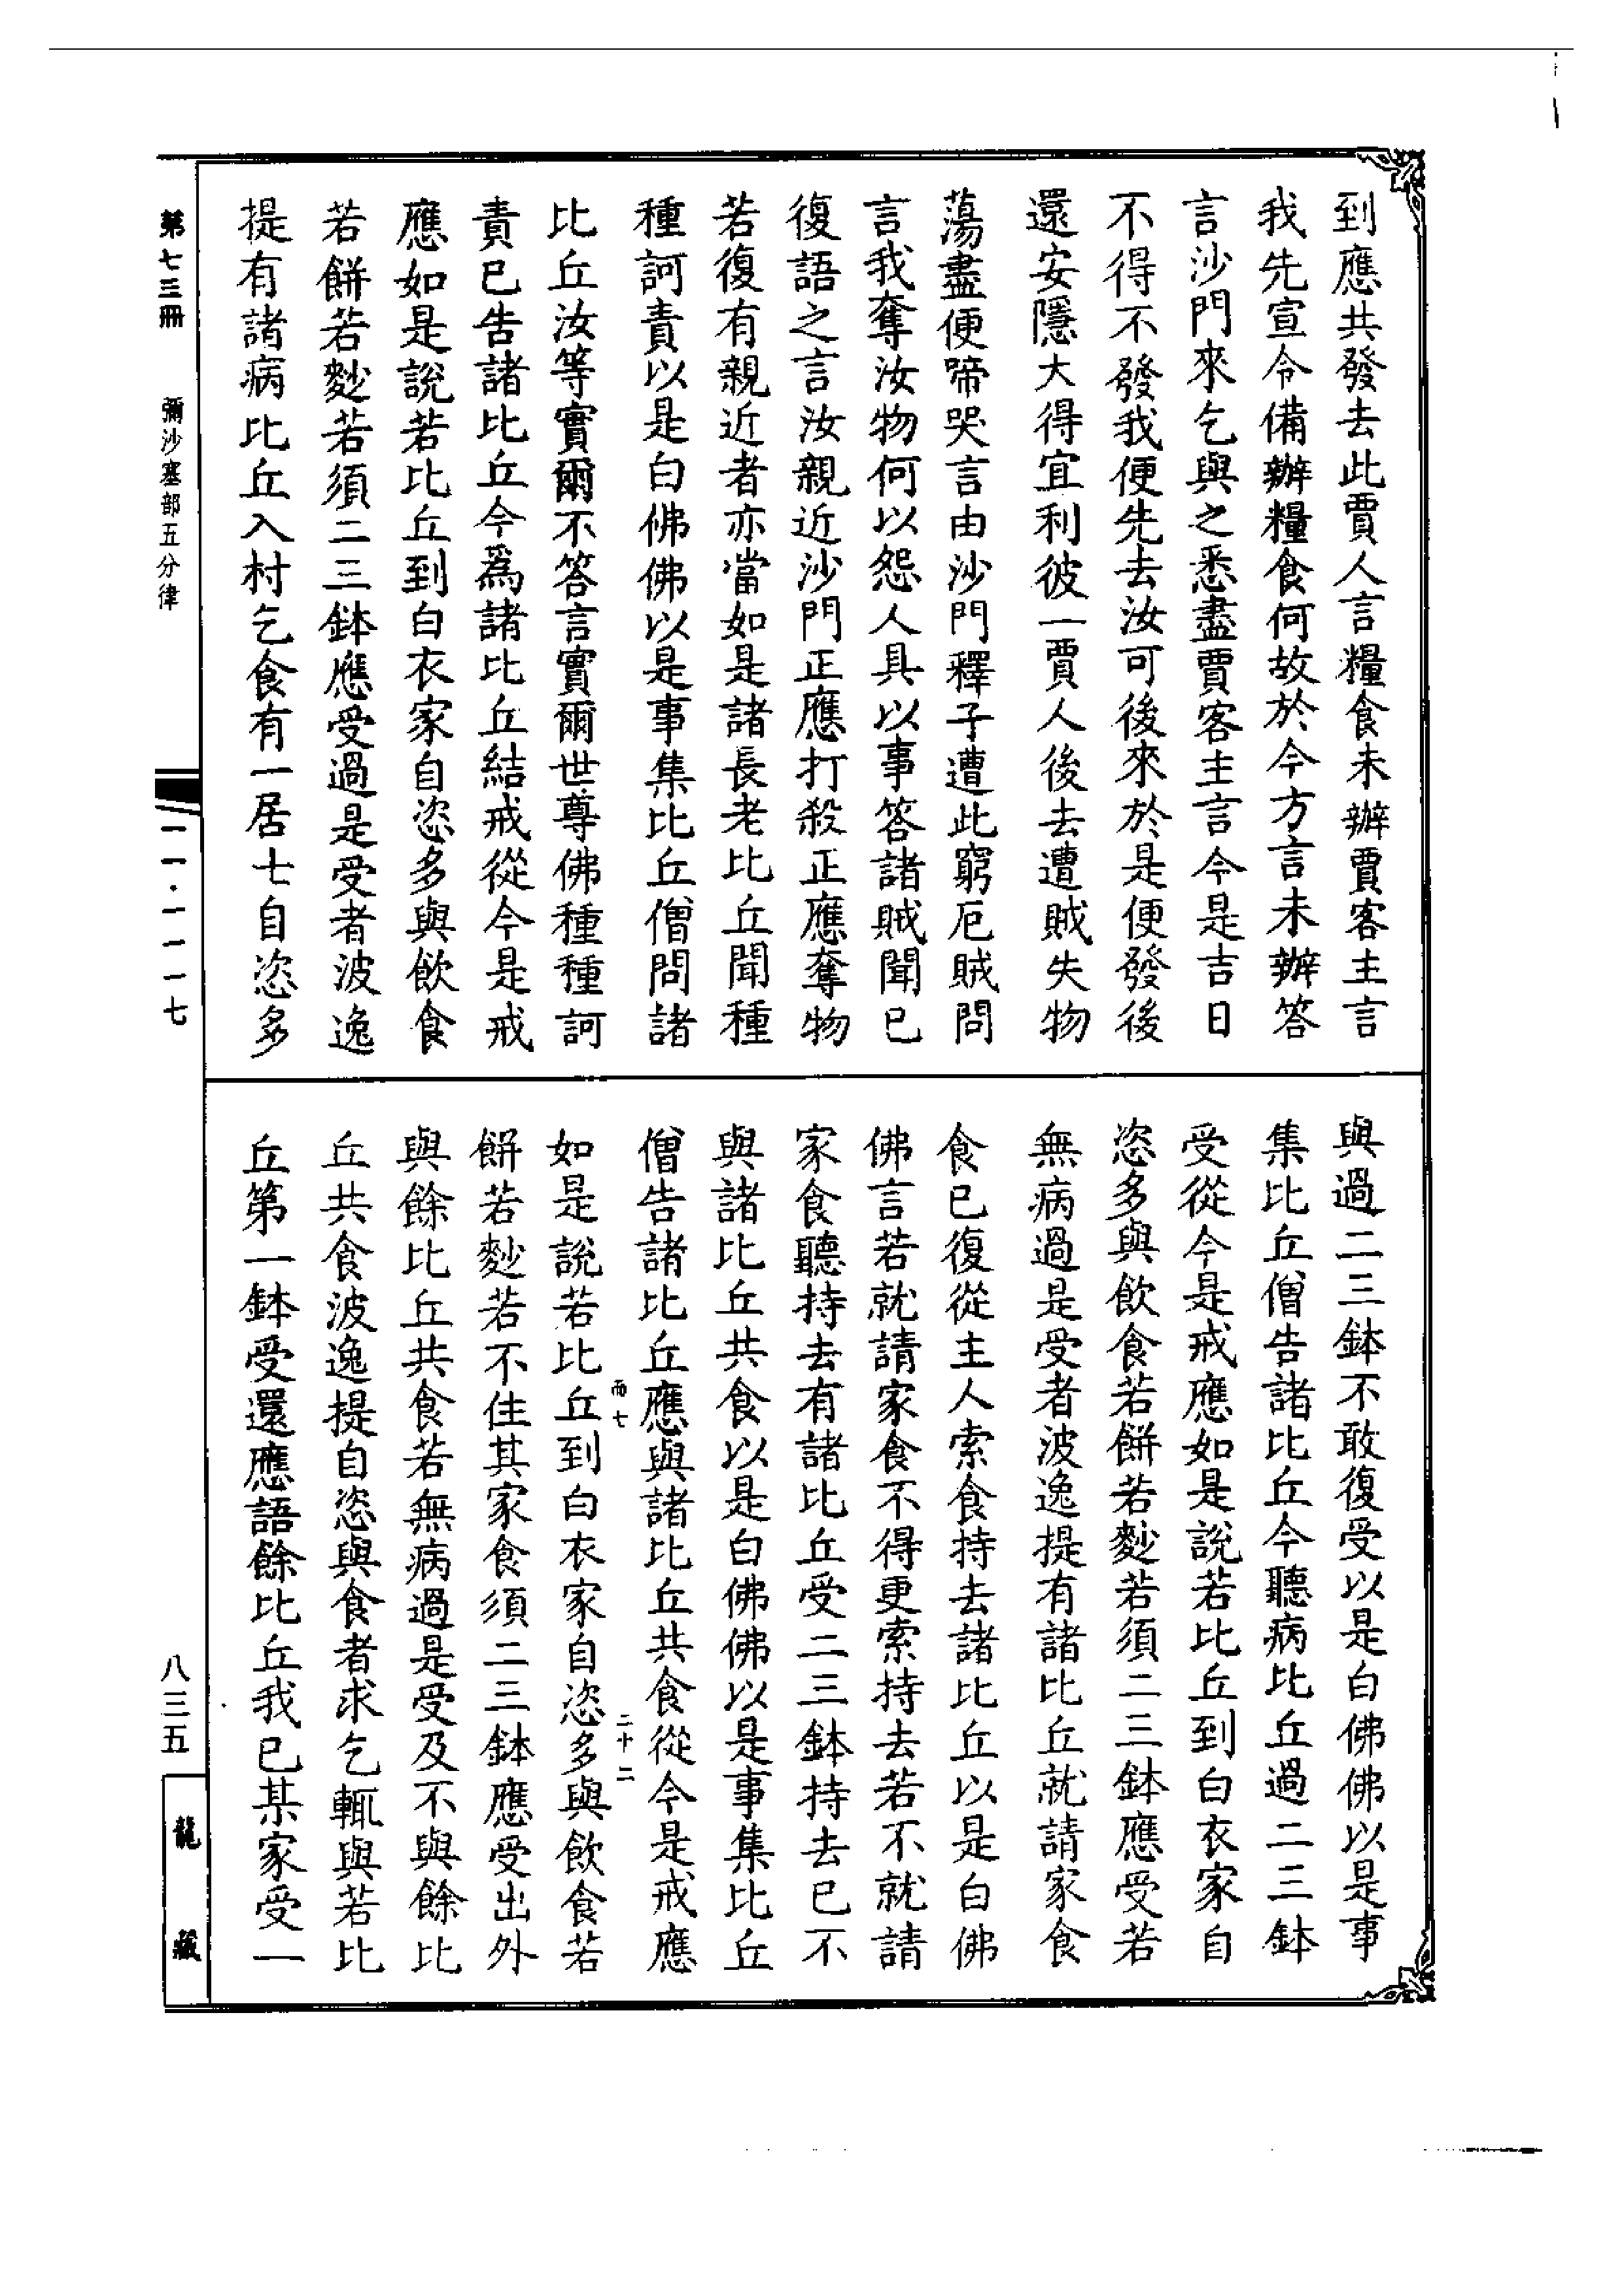 到應共發去此賈人言糧食未辦賈客主言
我先宣令備辦糧食何故於今方言未辦答
言沙門來乞與之悉盡賈客主言今是吉日
不得不發我便先去汝可後來於是便發後
還安隱大得宜利彼一賈人後去遭賊失物
蕩盡便啼哭言由沙門釋子遭此窮厄賊問
言我奪汝物何以怨人具以事答諸賊聞已
復語之言汝親近沙門正應打殺正應奪物
若復有親近者亦當如是諸長老比丘聞種
種訶責以是白佛佛以是事集比丘僧問諸
比丘汝等實爾不答言實爾世尊佛種種訶
責已告諸比丘今爲諸比丘結戒從今是戒
應如是說若比丘到白衣家自恣多與飲食
若餅若麨若須二三鉢應受過是受者波逸
提有諸病比丘入村乞食有一居士自恣多
與過二三鉢不敢復受以是白佛佛以是事
集比丘僧告諸比丘今聽病比丘過二三鉢
受從今是戒應如是說若比丘到白衣家自
恣多與飲食若餅若麨若須二三鉢應受若
無病過是受者波逸提有諸比丘就請家食
食已復從主人索食持去諸比丘以是白佛
佛言若就請家食不得更索持去若不就請
家食聽持去有諸比丘受二三鉢持去已不
與諸比丘共食以是白佛佛以是事集比丘
僧告諸比丘應與諸比丘共食從今是戒應
而七 二十二
如是說若比丘到白衣家自恣多與飲食若
餅若麨若不住其家食須二三鉢應受出外
與餘比丘共食若無病過是受及不與餘比
丘共食波逸提自恣與食者求乞輒與若比
丘第一鉢受還應語餘比丘我已某家受一
第七三冊 彌沙塞部五分律
一一·一一一七
八三五
龍藏